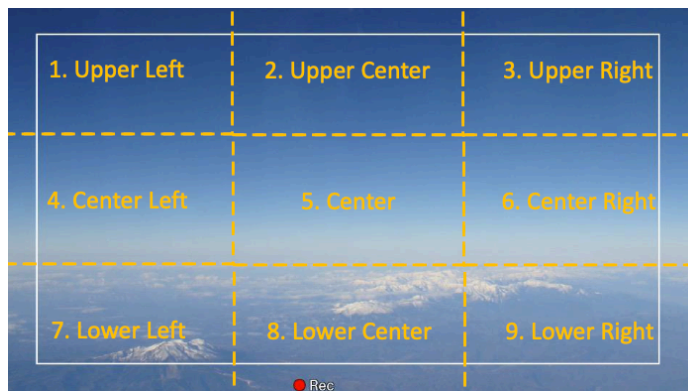 1. Upper Left
2. Upper Center
3. Upper Right
4. Center Left
5. Center
6. Center Right
7. Lower Left
8. Lower Center
9. Lower Right
Rec